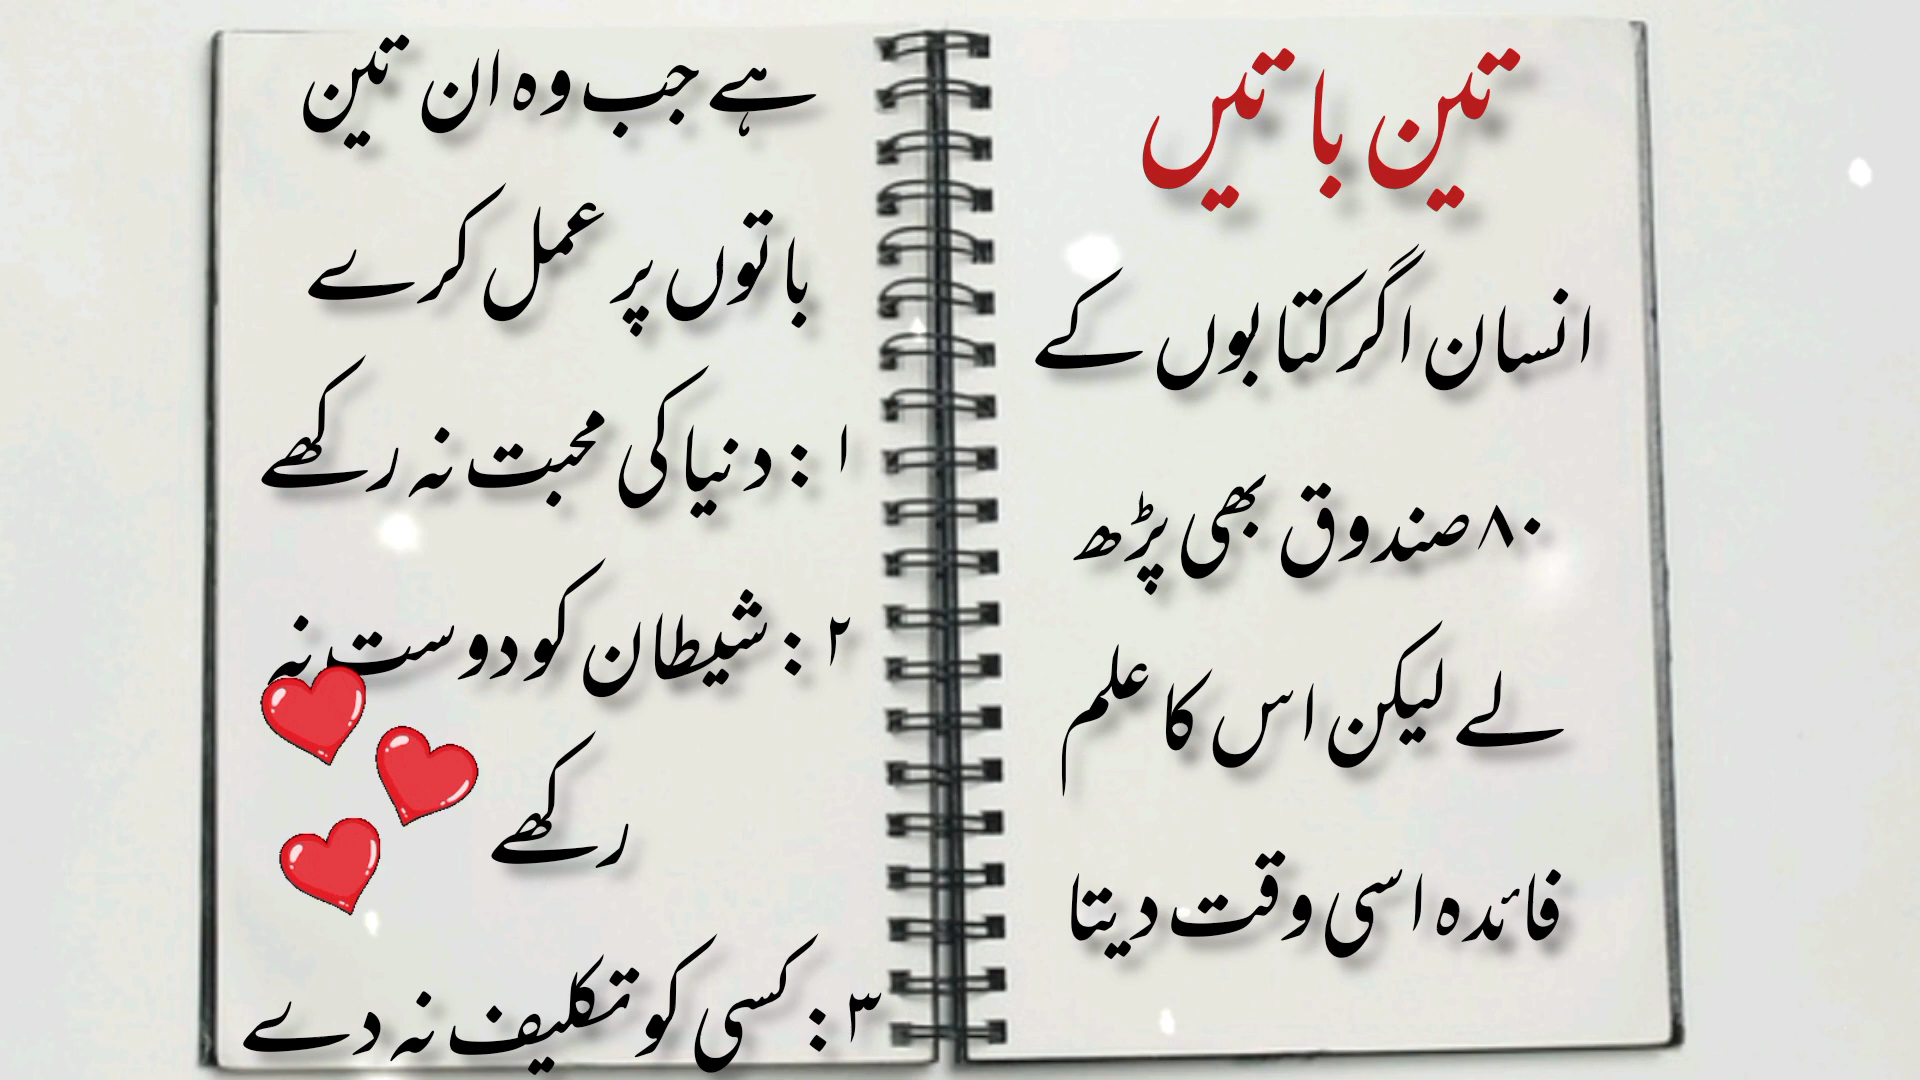 تین باتیں
انسان اگر کتابوں کے
۸۰ صندوق بھی پڑھ
لے لیکن اس کا علم
فائدہ اسی وقت دیتا
ہے جب وہ ان تین
باتوں پر عمل کرے
۱ : دنیا کی محبت نہ رکھے
۲ : شیطان کو دوست نہ
رکھے
۳ : کسی کو تکلیف نہ دے